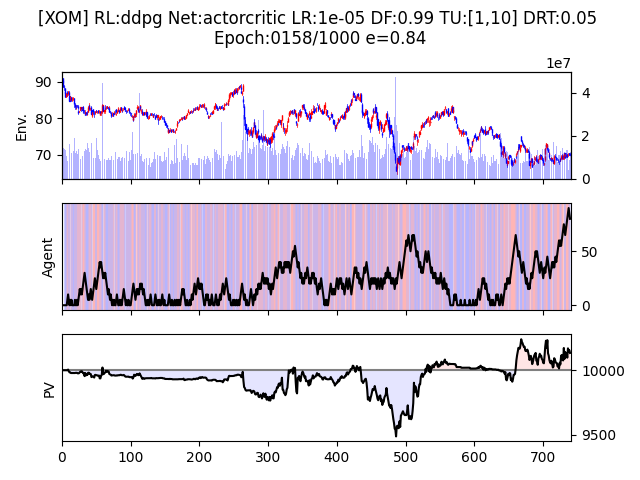 [XOM] RL:ddpg Net:actorcritic LR:1e-05 DF:0.99 TU:[1,10] DRT:0.05
Epoch:0158/1000 e=0.84
1e7
90
80
70
Env.
4
2
0
Agent
50
0
PV
10000
9500
0 100 200 300 400 500 600 700